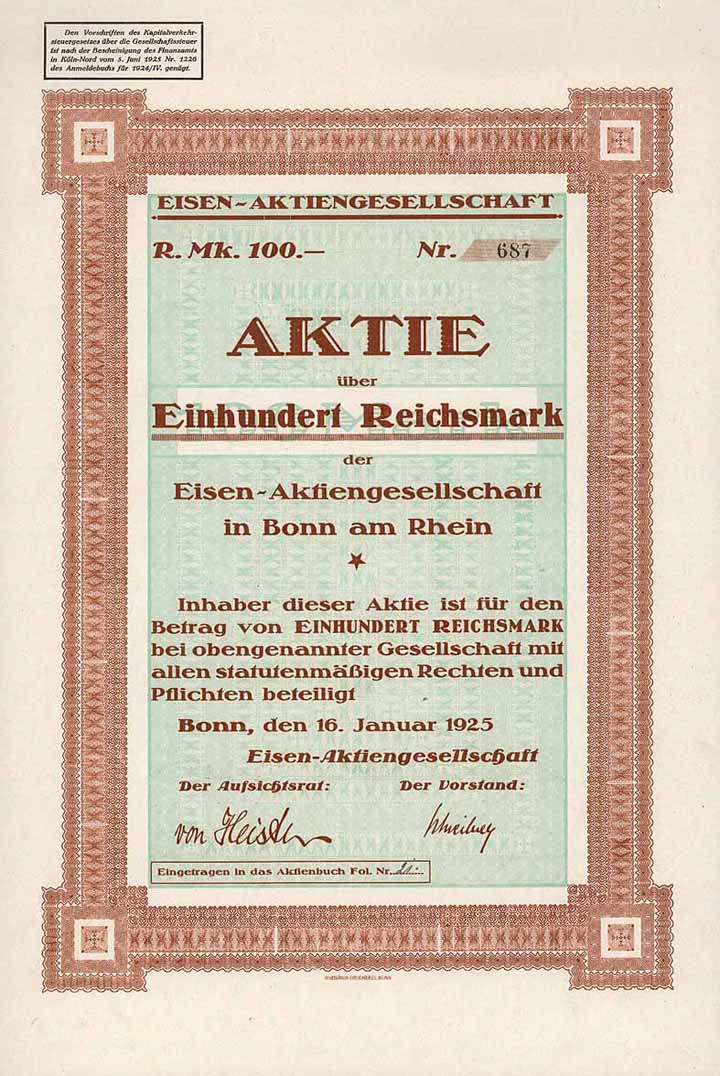 Den Vorschriften des Kapitalverkehr-
steuergesetzes über die Gesellschaftssteuer
ist nach der Bescheinigung des Finanzamts
in Köln-Nord vom 5. Juni 1925 Nr. 1226
des Anmeldebuchs für 1924/IV. genügt.
EISEN-AKTIENGESELLSCHAFT
R. Mk. 100.— Nr. 687
AKTIE
über
Einhundert Reichsmark
der
Eisen-Aktiengesellschaft
in Bonn am Rhein
Inhaber dieser Aktie ist für den
Betrag von EINHUNDERT REICHSMARK
bei obengenannter Gesellschaft mit
allen statutenmäßigen Rechten und
Pflichten beteiligt
Bonn, den 16. Januar 1925
Eisen-Aktiengesellschaft
Der Aufsichtsrat: Der Vorstand:
von Heister
Eingetragen in das Aktienbuch Fol. Nr.